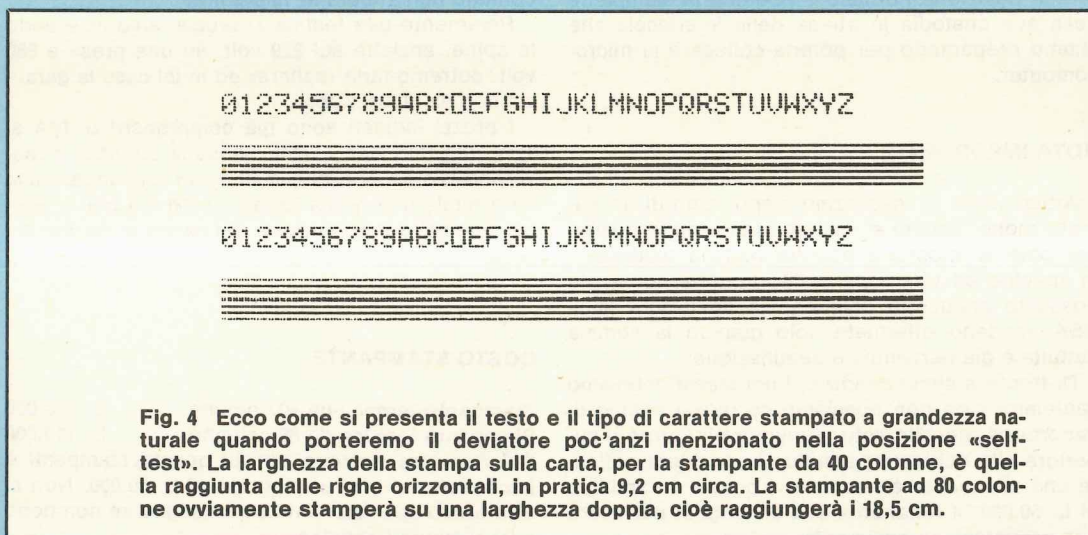 0123456789ABCDEFGHIJKLMNOPQRSTUVWXYZ
0123456789ABCDEFGHIJKLMNOPQRSTUVWXYZ
Fig. 4 Ecco come si presenta il testo e il tipo di carattere stampato a grandezza na-
turale quando porteremo il deviatore poc'anzi menzionato nella posizione «self-
test». La larghezza della stampa sulla carta, per la stampante da 40 colonne, è quel-
la raggiunta dalle righe orizzontali, in pratica 9,2 cm circa. La stampante ad 80 colon-
ne ovviamente stamperà su una larghezza doppia, cioè raggiungerà i 18,5 cm.